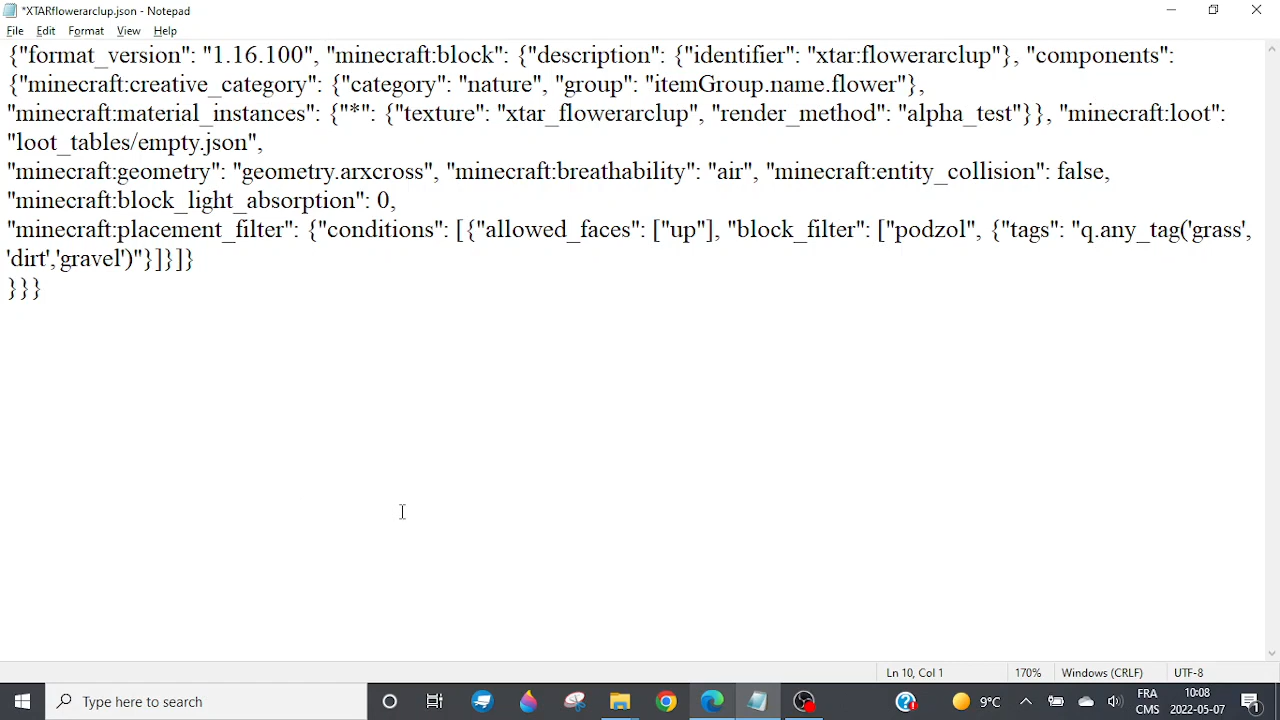 *XTARflowerarclup.json - Notepad
File Edit Format View Help
{"format_version": "1.16.100", "minecraft:block": {"description": {"identifier": "xtar:flowerarclup"}, "components":
{"minecraft:creative_category": {"category": "nature", "group": "itemGroup.name.flower"},
"minecraft:material_instances": {"*": {"texture": "xtar_flowerarclup", "render_method": "alpha_test"}}, "minecraft:loot":
"loot_tables/empty.json",
"minecraft:geometry": "geometry.arxcross", "minecraft:breathability": "air", "minecraft:entity_collision": false,
"minecraft:block_light_absorption": 0,
"minecraft:placement_filter": {"conditions": [{"allowed_faces": ["up"], "block_filter": ["podzol", {"tags": "q.any_tag('grass',
'dirt','gravel')"}]}]}
}}}
Ln 10, Col 1 170% Windows (CRLF) UTF-8
Type here to search 9°C FRA 10:08
CMS 2022-05-07 1